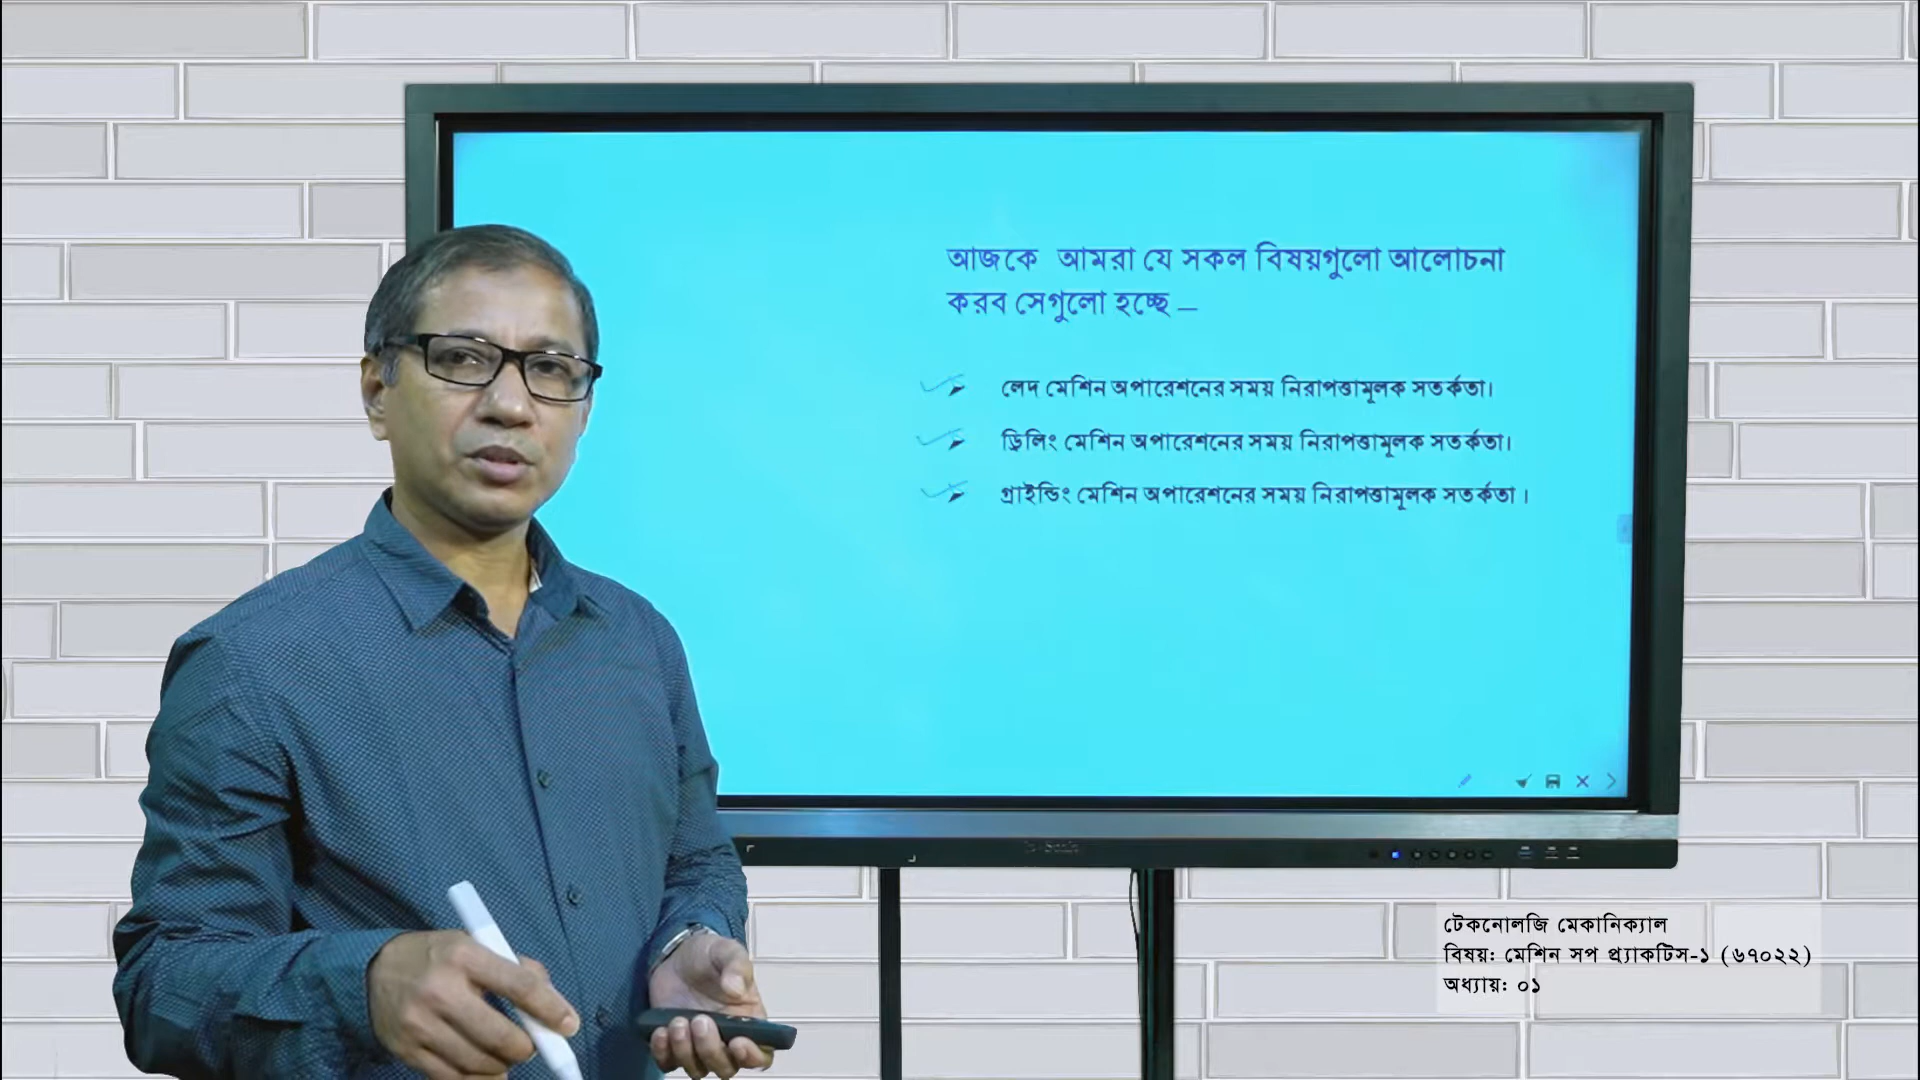 আজকে আমরা যে সকল বিষয়গুলো আলোচনা
করব সেগুলো হচ্ছে –
লেদ মেশিন অপারেশনের সময় নিরাপত্তামূলক সতর্কতা।
ড্রিলিং মেশিন অপারেশনের সময় নিরাপত্তামূলক সতর্কতা।
গ্রাইন্ডিং মেশিন অপারেশনের সময় নিরাপত্তামূলক সতর্কতা ।
টেকনোলজি মেকানিক্যাল
বিষয়: মেশিন সপ প্র্যাকটিস-১ (৬৭০২২)
অধ্যায়: ০১